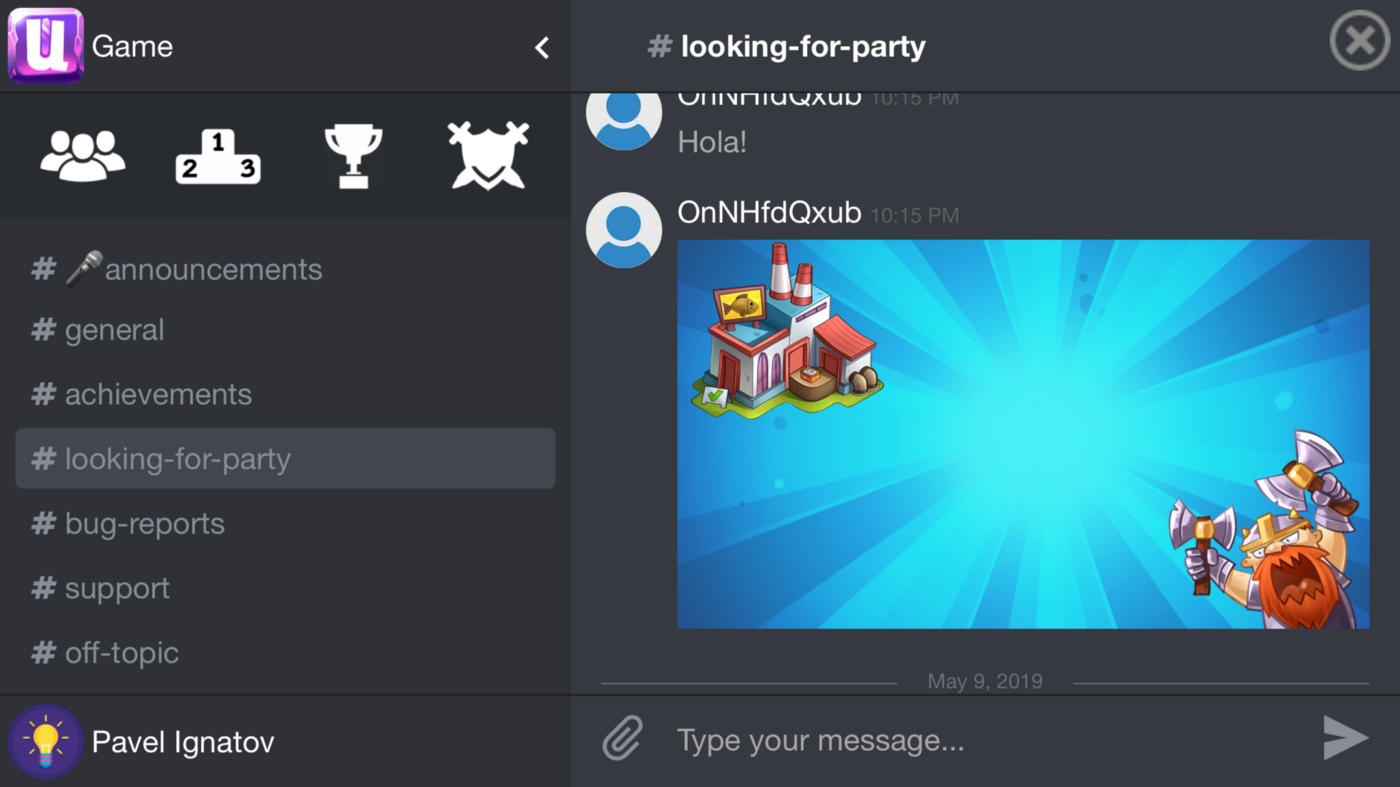 u Game
1
2 3
# announcements
# general
# achievements
# looking-for-party
# bug-reports
# support
# off-topic
Pavel Ignatov
# looking-for-party
OnNHfdQxub 10:15 PM
Hola!
OnNHfdQxub 10:15 PM
May 9, 2019
Type your message...